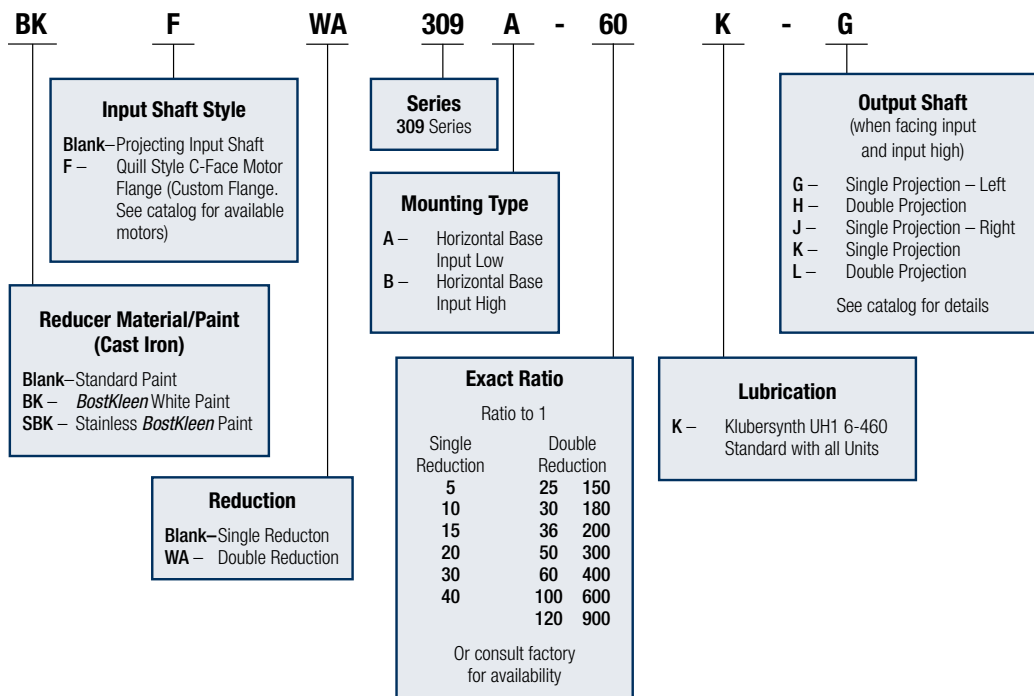 BK F WA 309 A - 60 K - G
Input Shaft Style
Blank–Projecting Input Shaft
F – Quill Style C-Face Motor
Flange (Custom Flange.
See catalog for available
motors)
Series
309 Series
Output Shaft
(when facing input
and input high)
G – Single Projection – Left
H – Double Projection
J – Single Projection – Right
K – Single Projection
L – Double Projection
See catalog for details
Mounting Type
A – Horizontal Base
Input Low
B – Horizontal Base
Input High
Reducer Material/Paint
(Cast Iron)
Blank–Standard Paint
BK – BostKleen White Paint
SBK – Stainless BostKleen Paint
Exact Ratio
Ratio to 1
Single Double
Reduction Reduction
5 25 150
10 30 180
15 36 200
20 50 300
30 60 400
40 100 600
120 900
Or consult factory
for availability
Lubrication
K – Klubersynth UH1 6-460
Standard with all Units
Reduction
Blank–Single Reducton
WA – Double Reduction